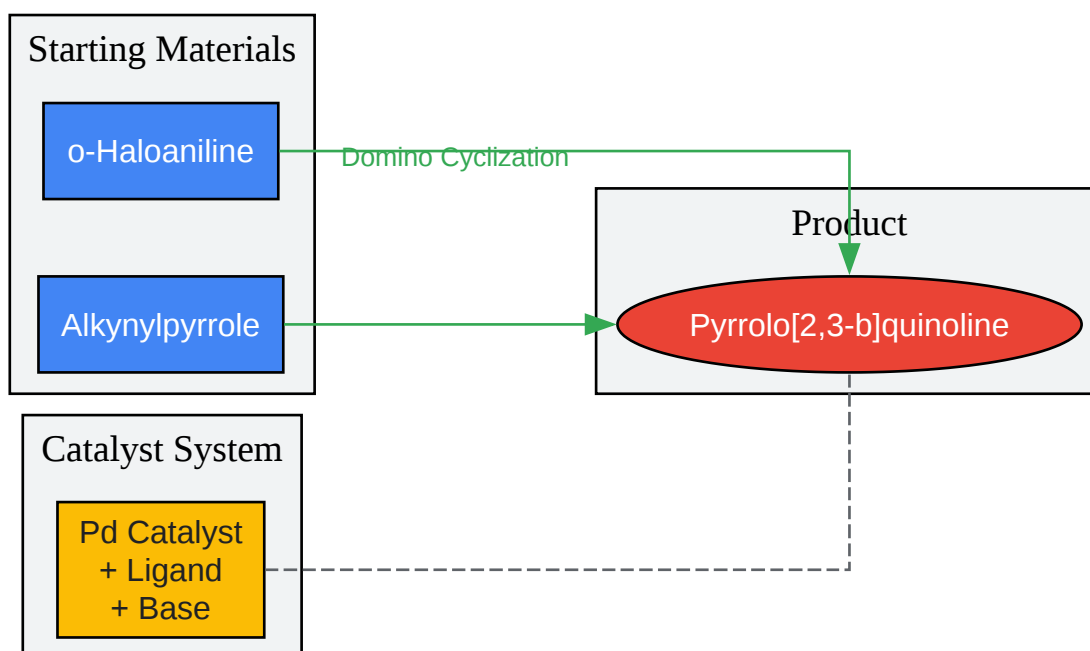 Starting Materials
o-Haloaniline
Domino Cyclization
Alkynylpyrrole
Product
Pyrrolo[2,3-b]quinoline
Catalyst System
Pd Catalyst
+ Ligand
+ Base